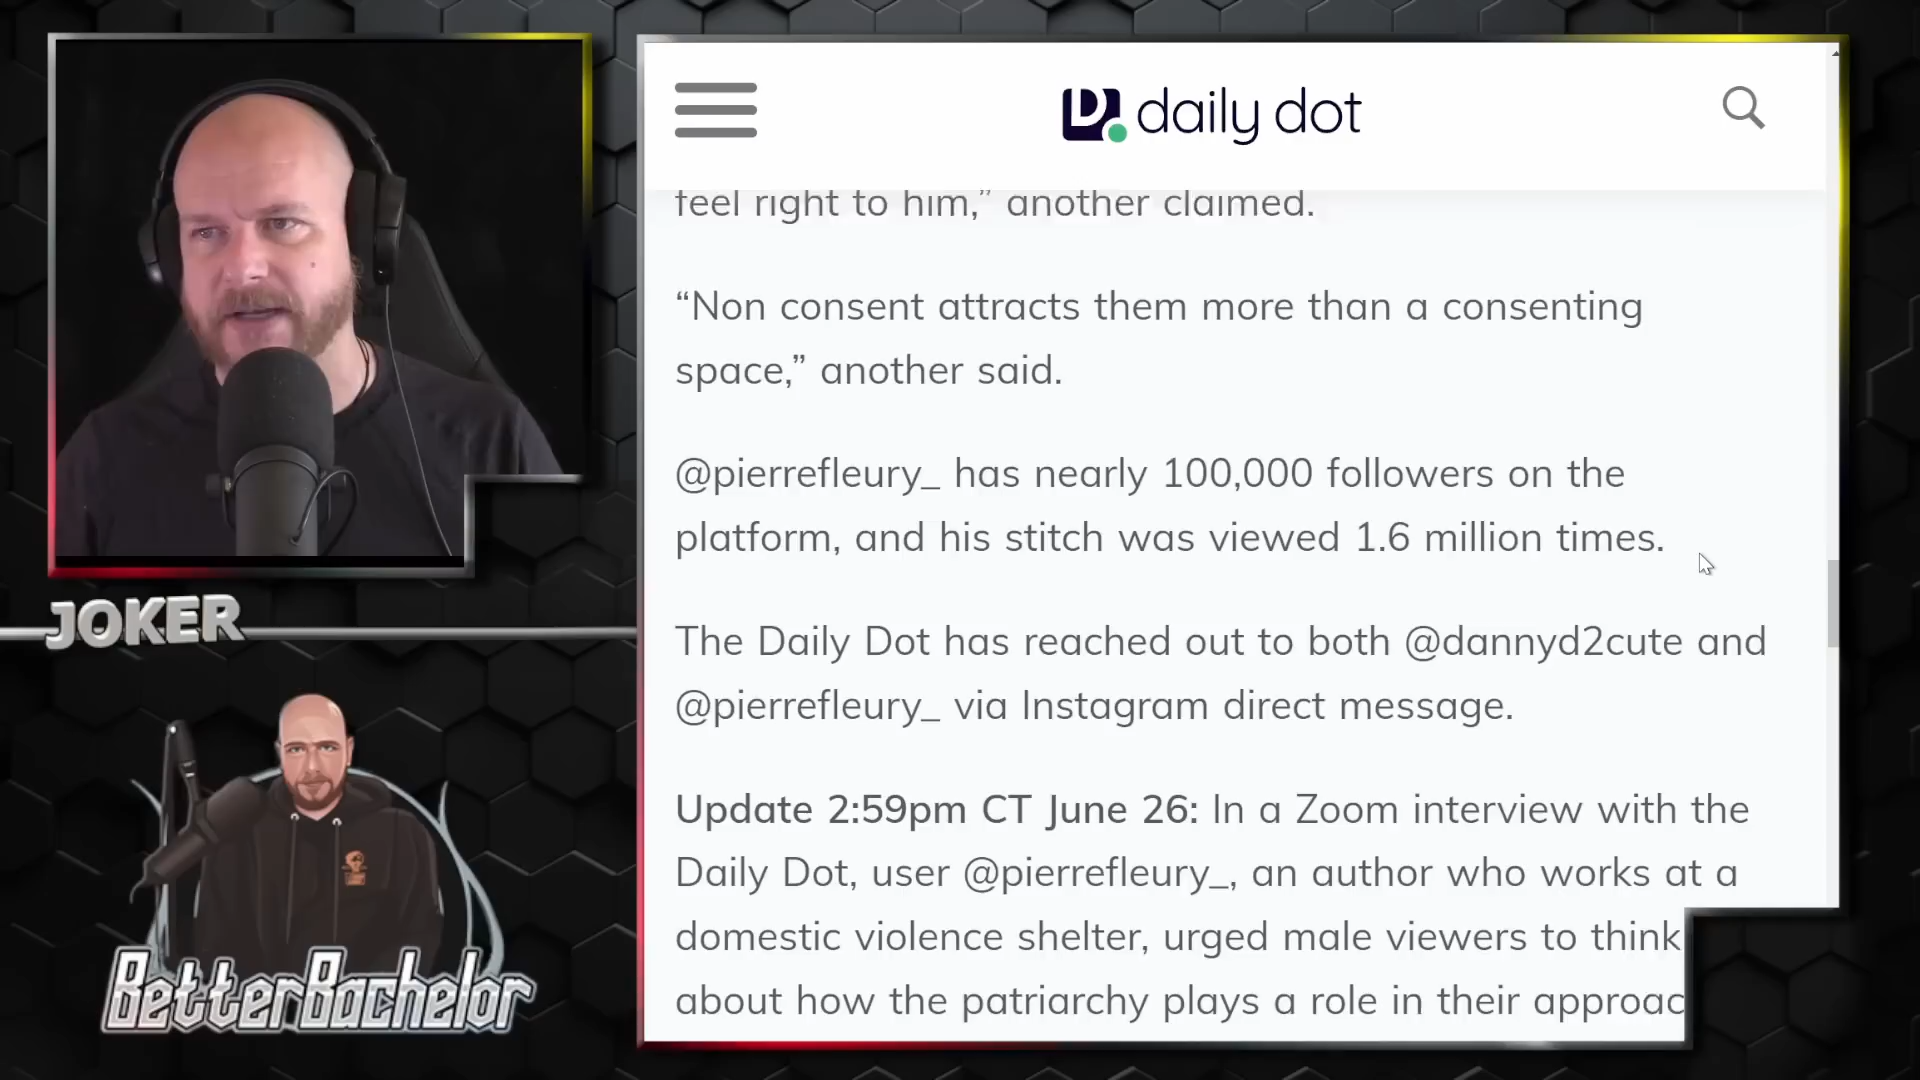 daily dot
feel right to him,” another claimed.
“Non consent attracts them more than a consenting
space,” another said.
@pierrefleury_ has nearly 100,000 followers on the
platform, and his stitch was viewed 1.6 million times.
The Daily Dot has reached out to both @dannyd2cute and
@pierrefleury_ via Instagram direct message.
Update 2:59pm CT June 26: In a Zoom interview with the
Daily Dot, user @pierrefleury_, an author who works at a
domestic violence shelter, urged male viewers to think
about how the patriarchy plays a role in their approac
JOKER
BetterBachelor